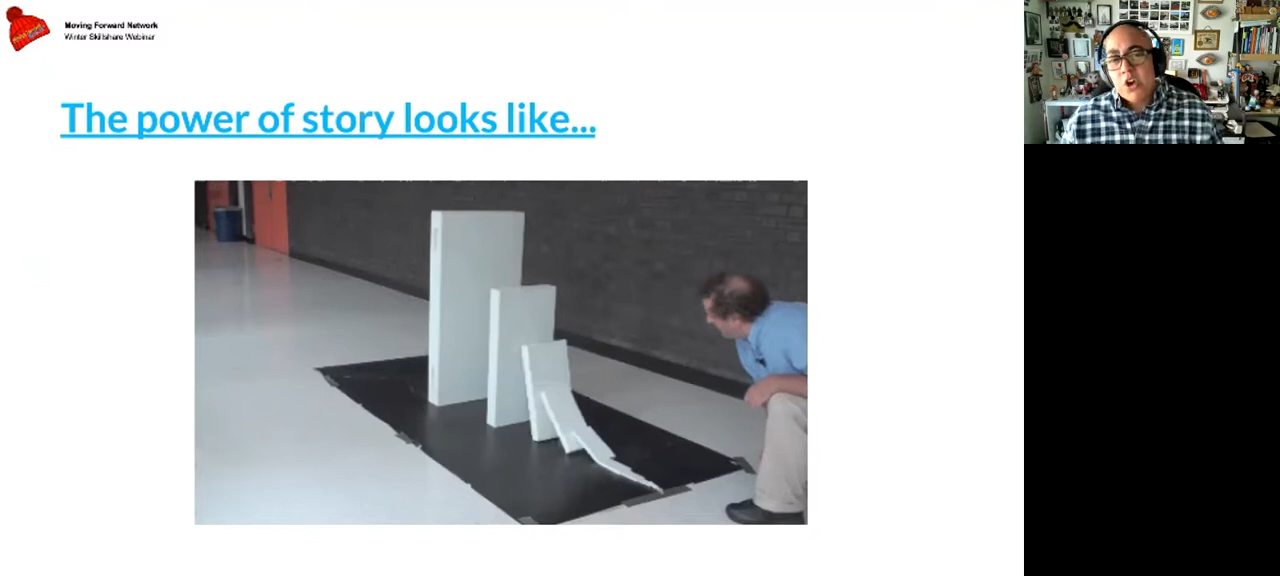 Moving Forward Network
Winter Skillshare Webinar
The power of story looks like...